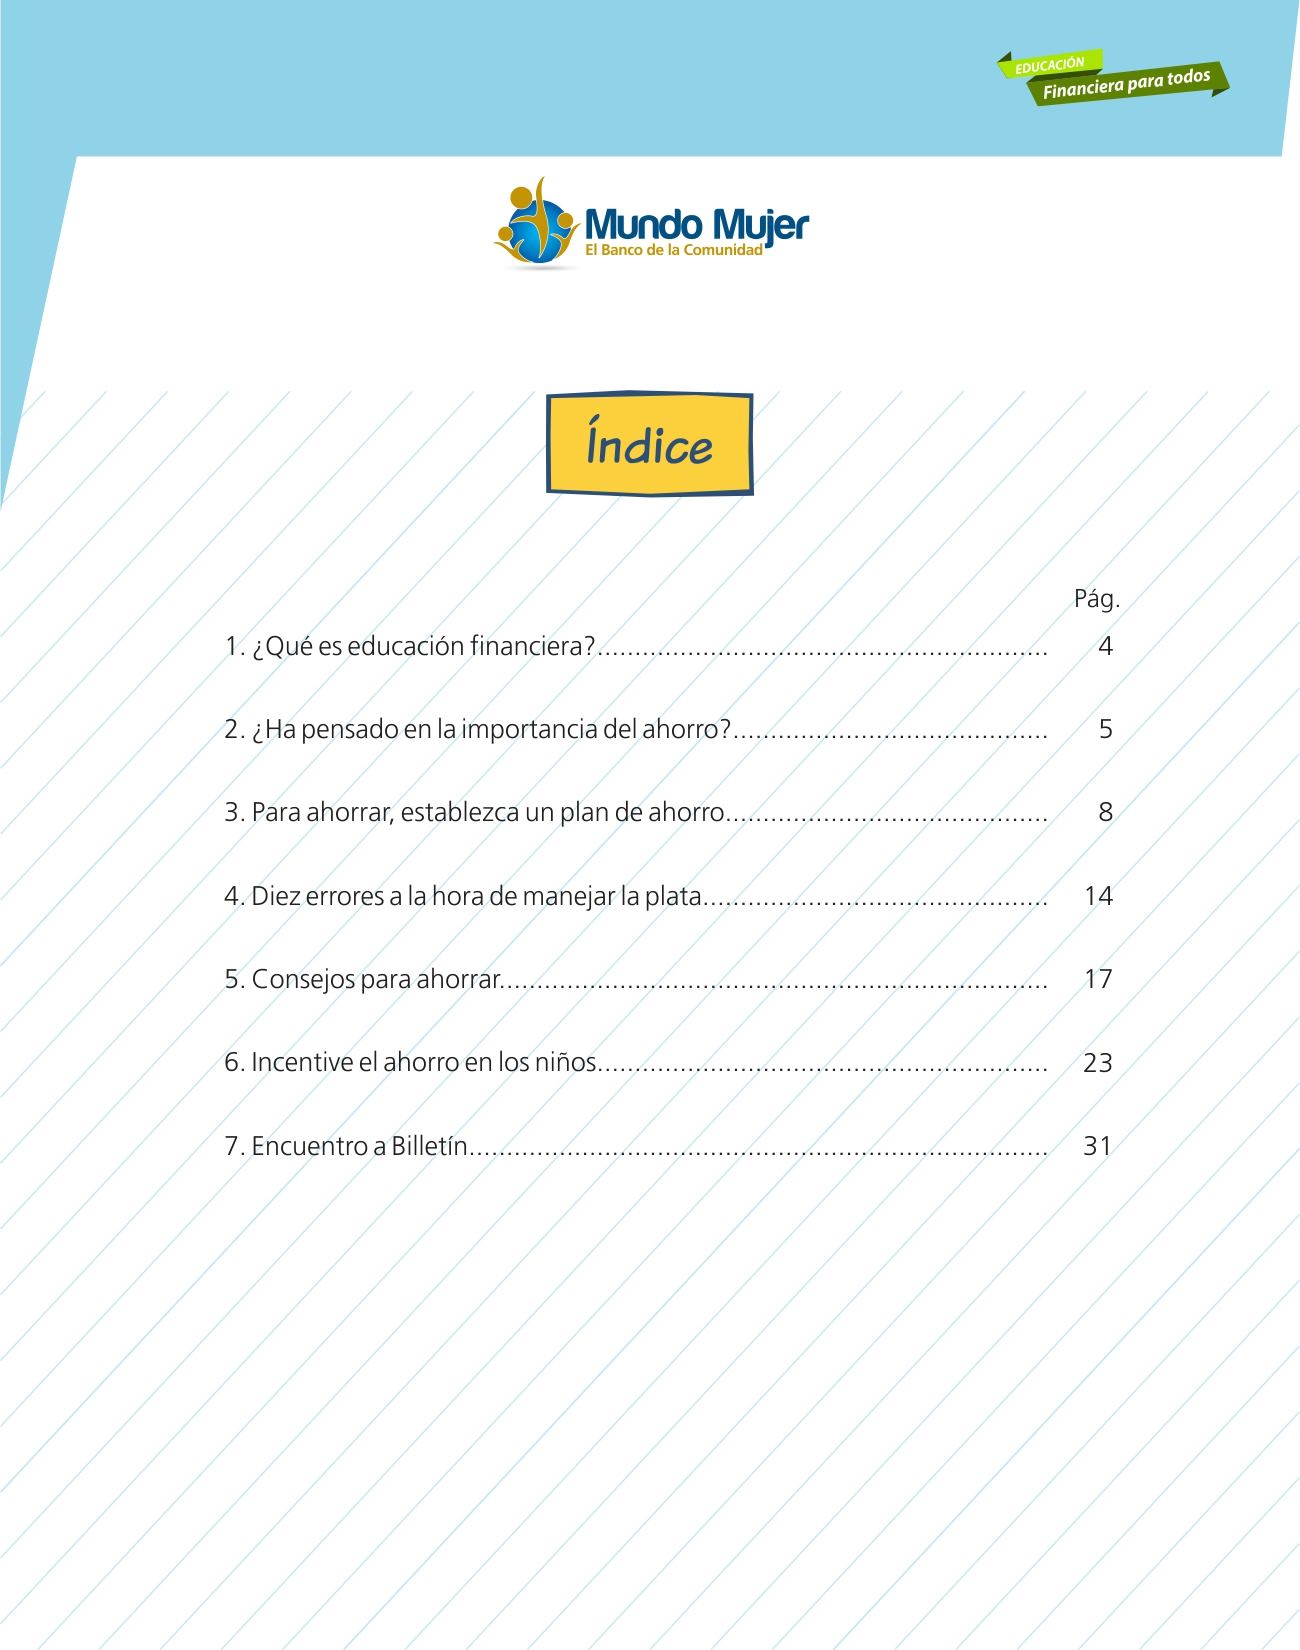 EDUCACIÓN
Financiera para todos
Mundo Mujer
El Banco de la Comunidad
Índice
Pág.
1. ¿Qué es educación financiera?............................................................ 4
2. ¿Ha pensado en la importancia del ahorro?.......................................... 5
3. Para ahorrar, establezca un plan de ahorro........................................... 8
4. Diez errores a la hora de manejar la plata.............................................. 14
5. Consejos para ahorrar......................................................................... 17
6. Incentive el ahorro en los niños............................................................ 23
7. Encuentro a Billetín............................................................................. 31